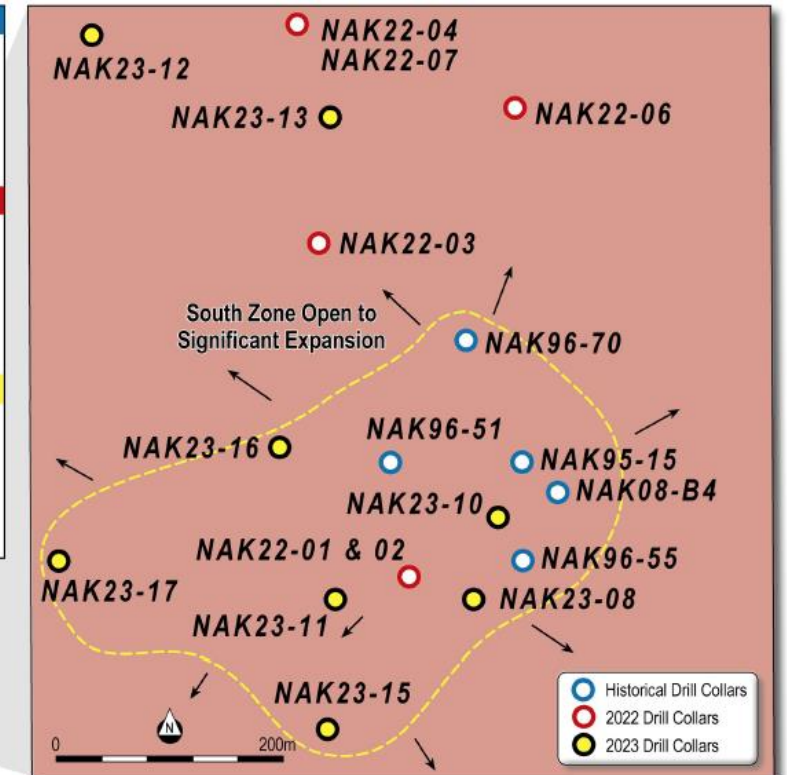 NAK22-04
NAK22-07
NAK23-12
NAK23-13
NAK22-06
NAK22-03
South Zone Open to
Significant Expansion
NAK96-70
NAK96-51
NAK23-16
NAK95-15
NAK08-B4
NAK23-10
NAK22-01 & 02
NAK96-55
NAK23-17
NAK23-08
NAK23-11
NAK23-15
Historical Drill Collars
2022 Drill Collars
2023 Drill Collars
N
0 200m